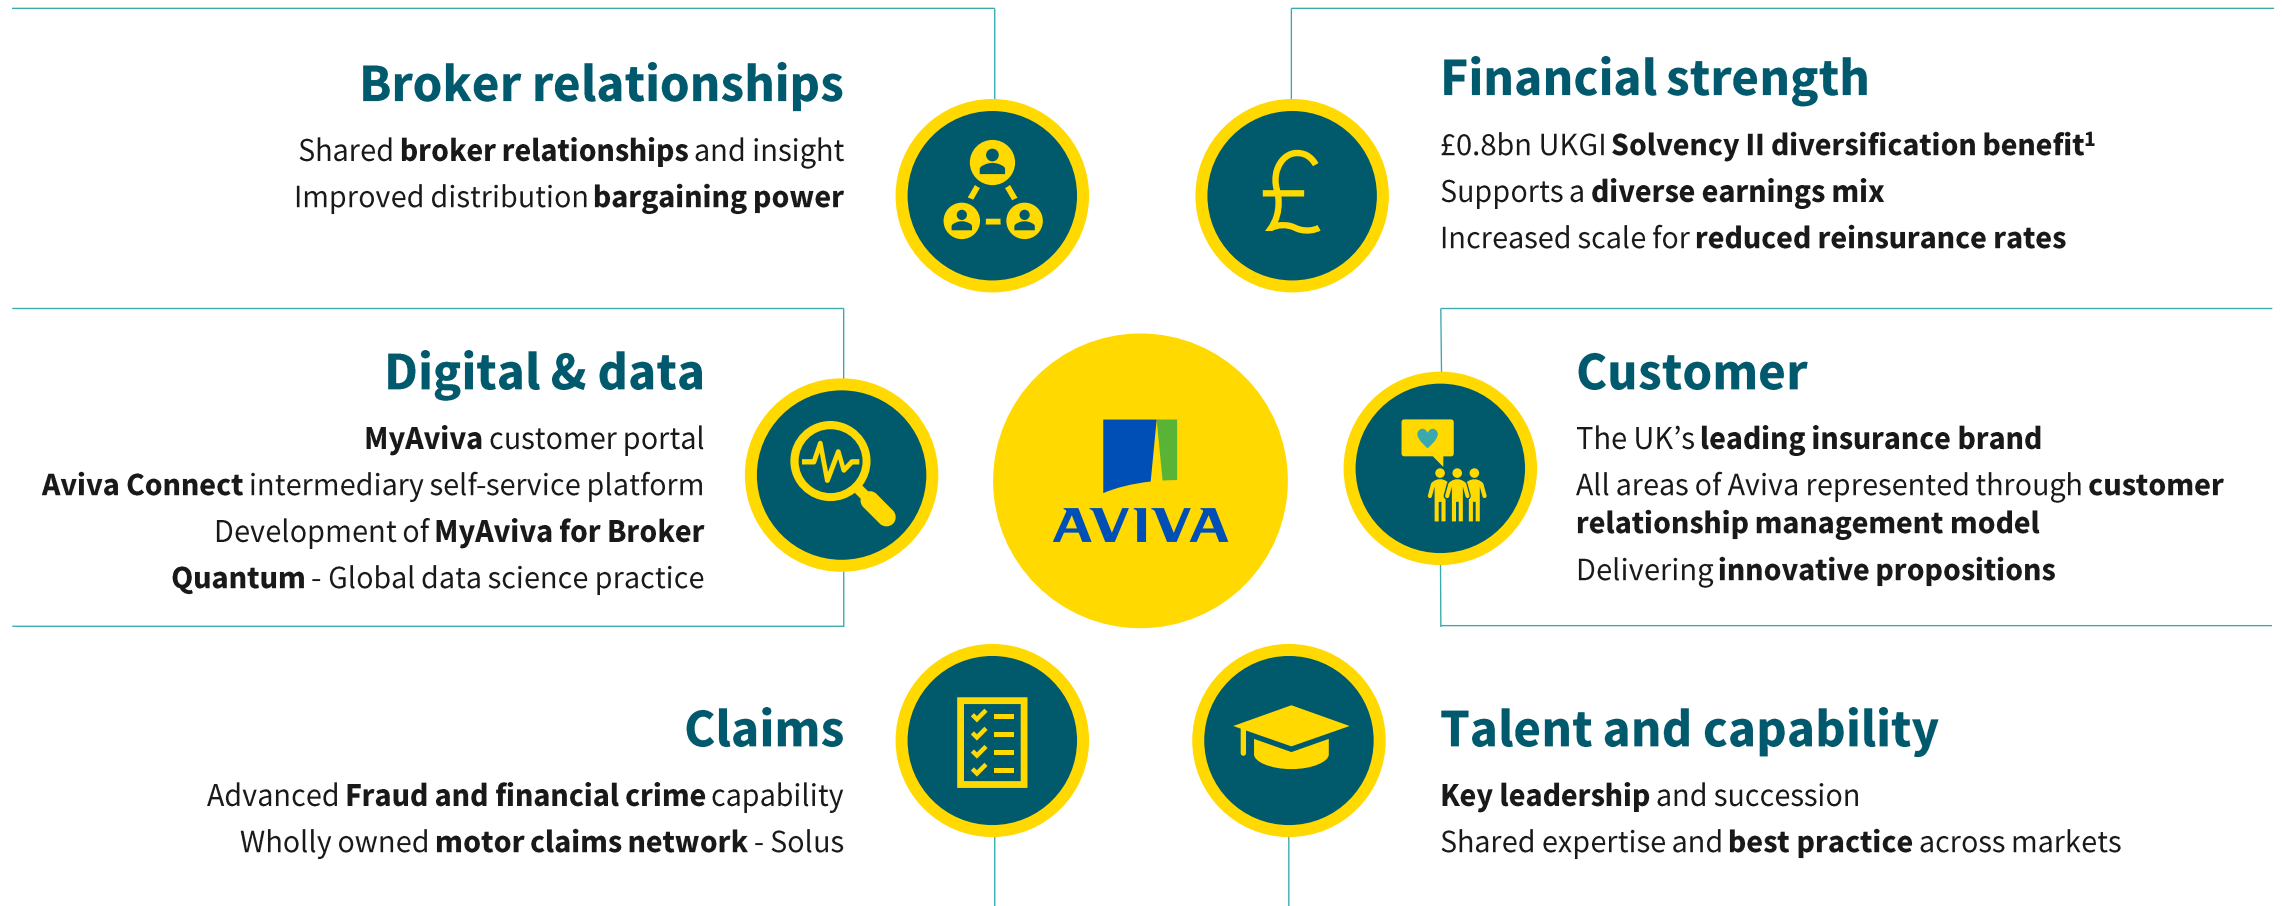 Broker relationships
Shared broker relationships and insight
Improved distribution bargaining power
Financial strength
£0.8bn UKGI Solvency II diversification benefit¹
Supports a diverse earnings mix
Increased scale for reduced reinsurance rates
Digital & data
MyAviva customer portal
Aviva Connect intermediary self-service platform
Development of MyAviva for Broker
Quantum - Global data science practice
AVIVA
Customer
The UK’s leading insurance brand
All areas of Aviva represented through customer
relationship management model
Delivering innovative propositions
Claims
Advanced Fraud and financial crime capability
Wholly owned motor claims network - Solus
Talent and capability
Key leadership and succession
Shared expertise and best practice across markets